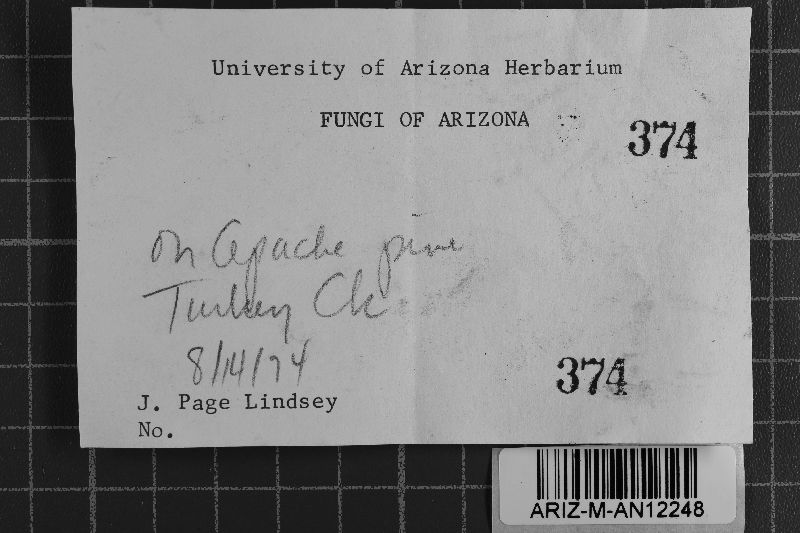 University of Arizona Herbarium
FUNGI OF ARIZONA
374
On Apache pine
Turkey Ck
8/14/74
374
J. Page Lindsey
No.
ARIZ-M-AN12248